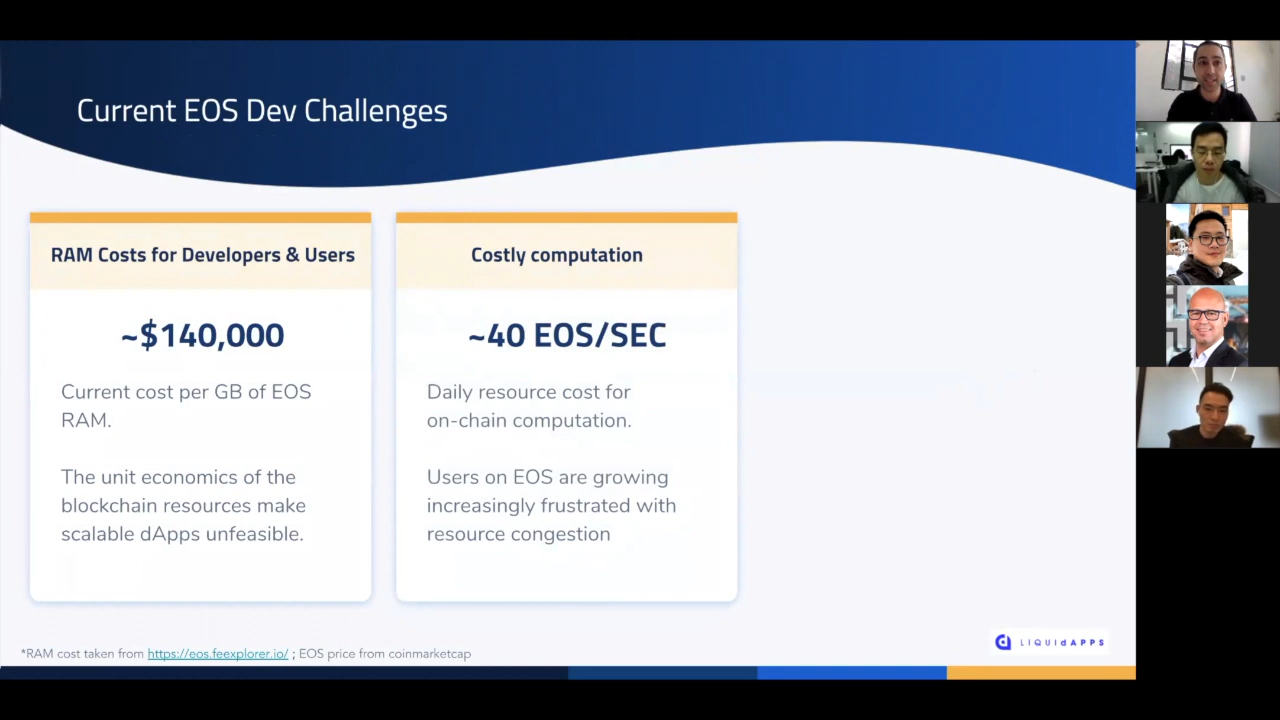 Current EOS Dev Challenges
RAM Costs for Developers & Users
~$140,000
Current cost per GB of EOS
RAM.
The unit economics of the
blockchain resources make
scalable dApps unfeasible.
Costly computation
~40 EOS/SEC
Daily resource cost for
on-chain computation.
Users on EOS are growing
increasingly frustrated with
resource congestion
*RAM cost taken from https://eos.feexplorer.io/ ; EOS price from coinmarketcap
LIQUIdAPPS